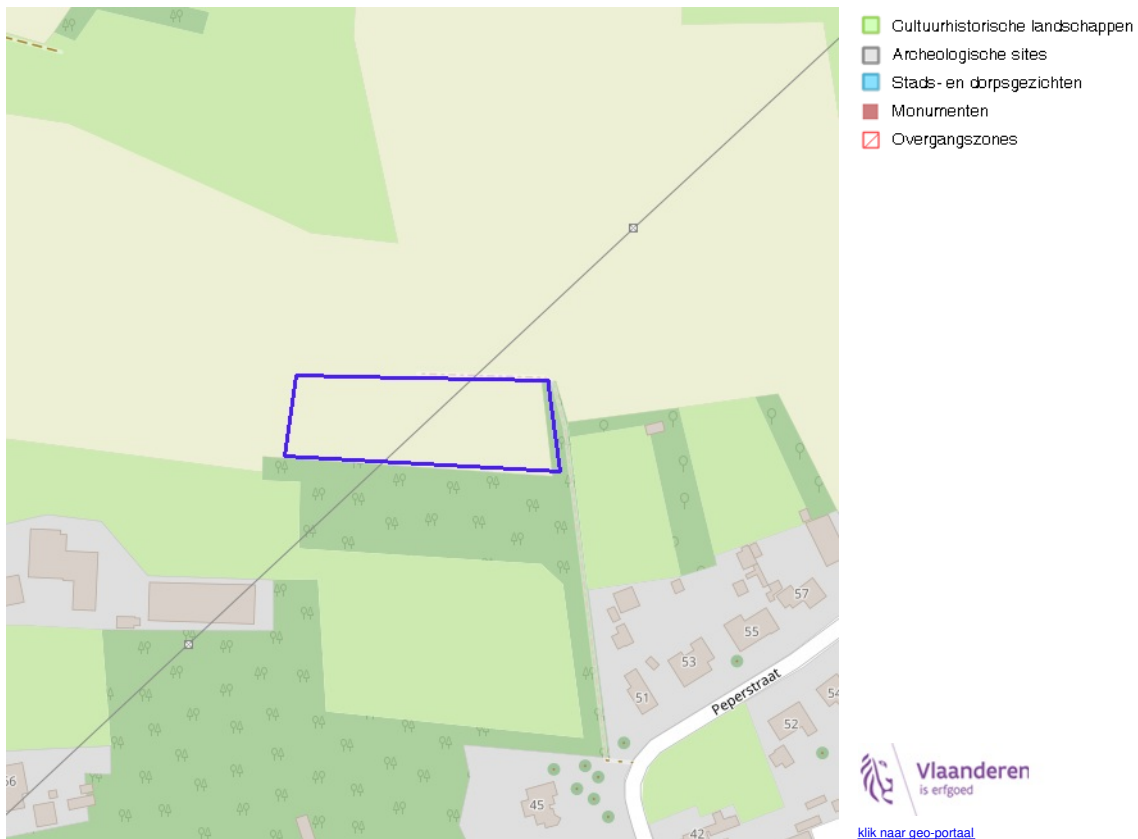 Cultuurhistorische landschappen
Archeologische sites
Stads- en dorpsgezichten
Monumenten
Overgangszones
57
55
53
51
Peperstraat
54
52
56
45
42
Vlaanderen
is erfgoed
klik naar geo-portaal